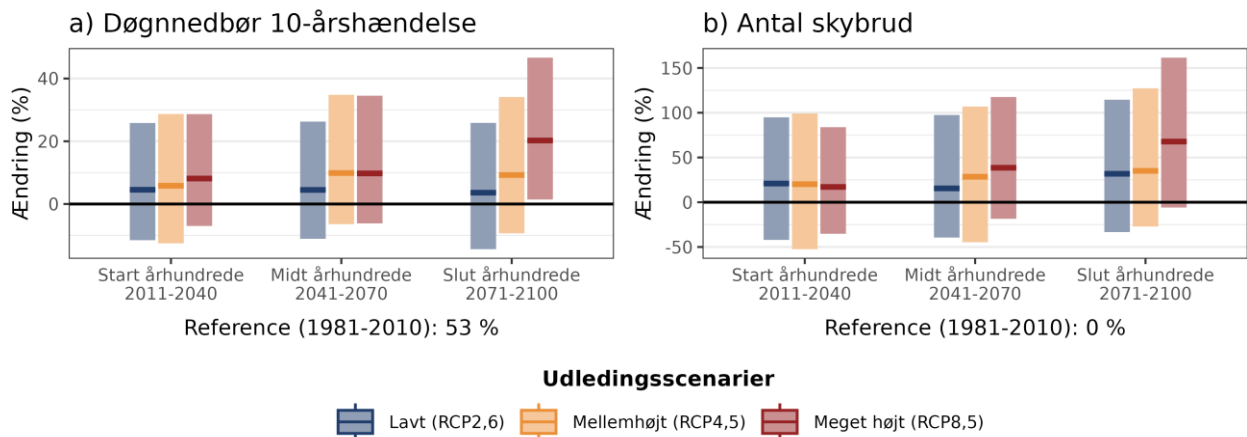 a) Døgnnedbør 10-årshændelse
b) Antal skybrud
Ændring (%)
40
20
0
Start århundrede
2011-2040
Midt århundrede
2041-2070
Slut århundrede
2071-2100
Reference (1981-2010): 53 %
Ændring (%)
150
100
50
0
-50
Start århundrede
2011-2040
Midt århundrede
2041-2070
Slut århundrede
2071-2100
Reference (1981-2010): 0 %
Udledingsscenarier
Lavt (RCP2,6)
Mellemhøjt (RCP4,5)
Meget højt (RCP8,5)